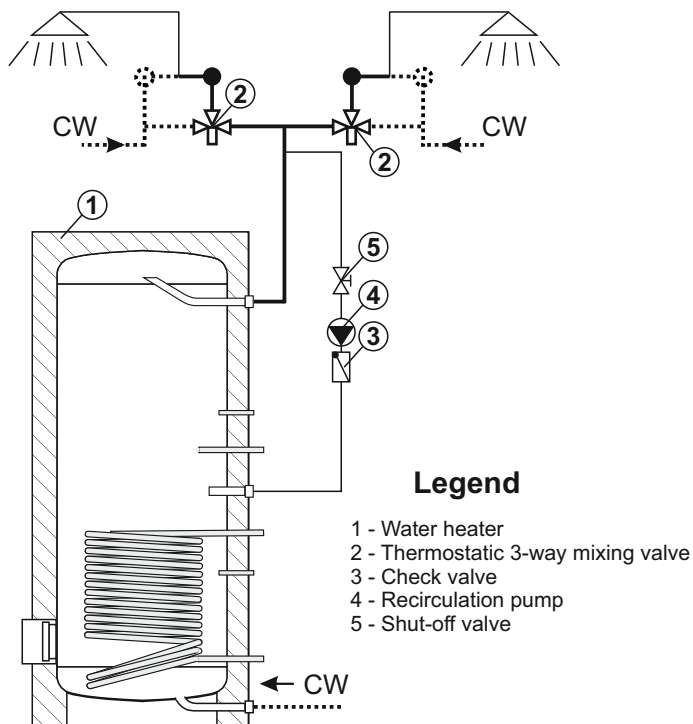 2
2
CW
CW
1
5
4
3
Legend
1 - Water heater
2 - Thermostatic 3-way mixing valve
3 - Check valve
4 - Recirculation pump
5 - Shut-off valve
CW